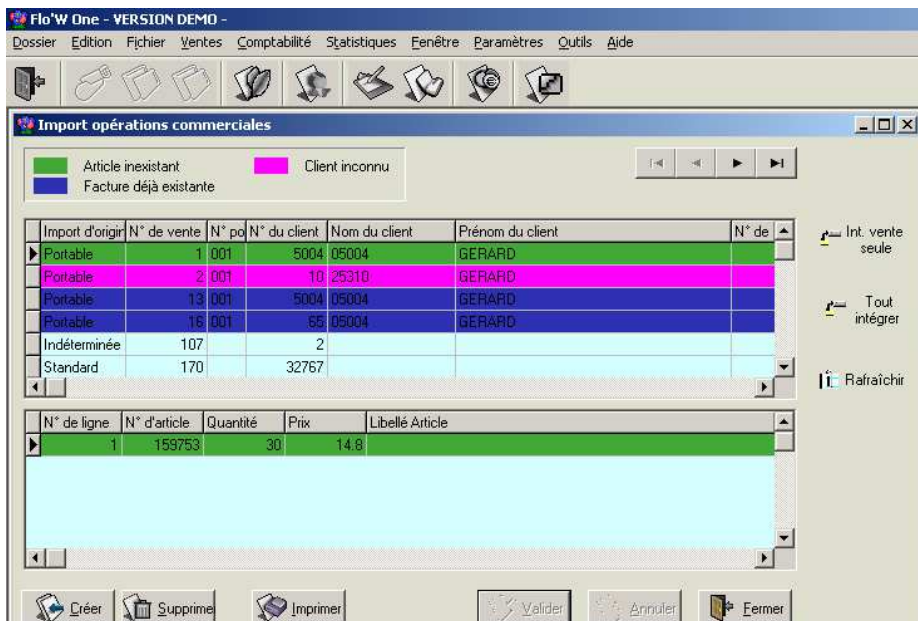 Flo'W One - VERSION DEMO -
Dossier Edition Fichier Ventes Comptabilité Statistiques Fenêtre Paramètres Outils Aide
Import opérations commerciales
Article inexistant Client inconnu
Facture déjà existante
Import d'origir N° de vente N° po N° du client Nom du client Prénom du client N° de
Portable 1 001 5004 05004 GERARD
Portable 2 001 10 25310 GERARD
Portable 13 001 5004 05004 GERARD
Portable 16 001 65 05004 GERARD
Indéterminée 107 2
Standard 170 32767
Int. vente
seule
Tout
intégrer
Rafraîchir
N° de ligne N° d'article Quantité Prix Libellé Article
1 159753 30 14.8
Créer Supprime Imprimer Valider Annuler Fermer